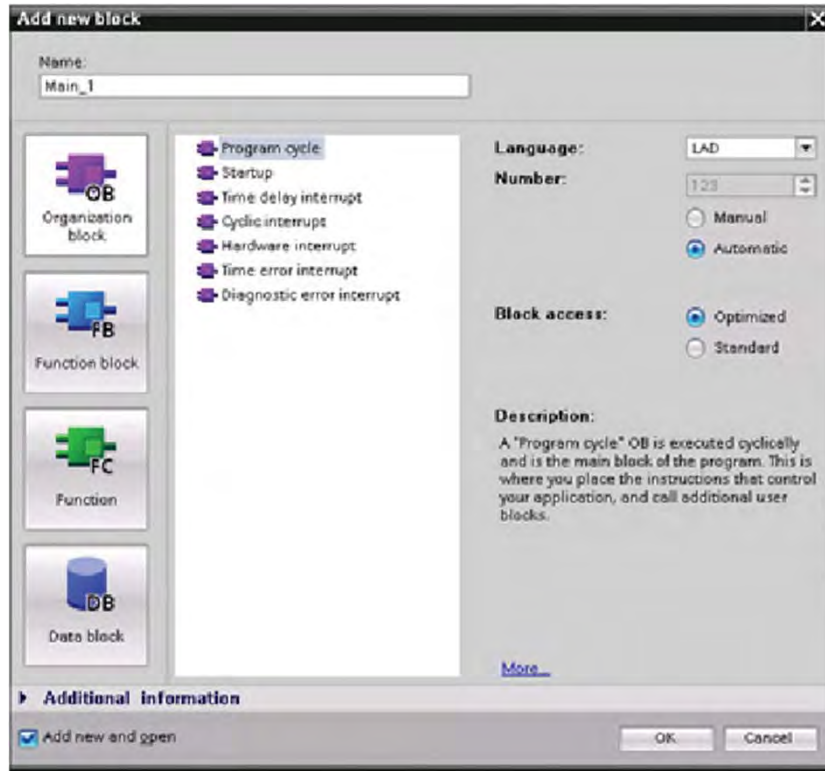 Add new block
Name:
Main_1
OB
Organization
block
FB
Function block
FC
Function
DB
Data block
Program cycle
Startup
Time delay interrupt
Cyclic interrupt
Hardware interrupt
Time error interrupt
Diagnostic error interrupt
Language:
LAD
Number:
123
Manual
Automatic
Block access:
Optimized
Standard
Description:
A "Program cycle" OB is executed cyclically
and is the main block of the program. This is
where you place the instructions that control
your application, and call additional user
blocks.
More...
Additional information
Add new and open
OK
Cancel